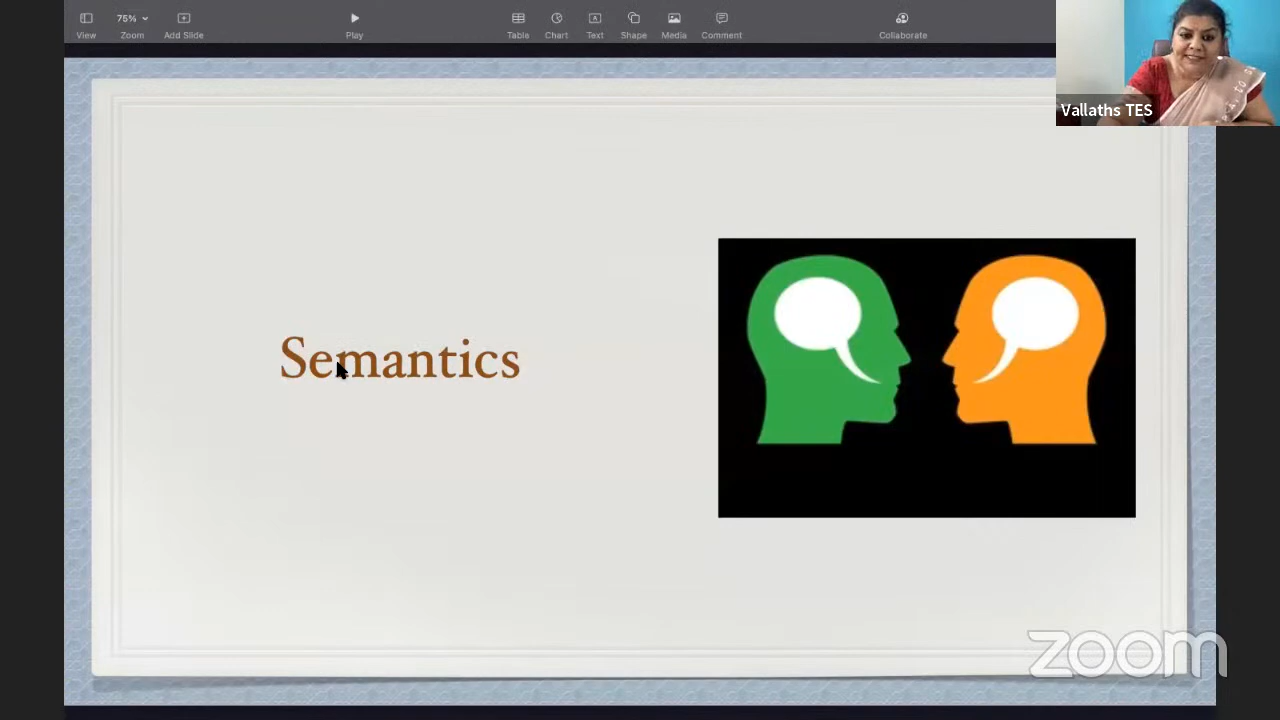 View
75%
Zoom
Add Slide
Play
Table
Chart
Text
Shape
Media
Comment
Collaborate
Vallaths TES
Semantics
zoom